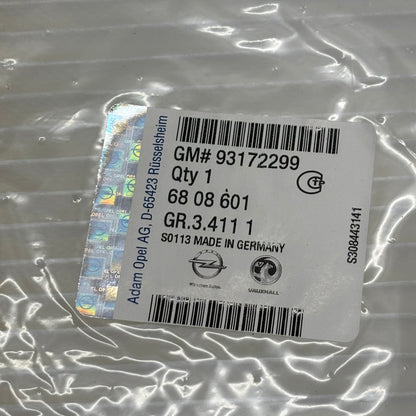 GM# 93172299
Qty 1
68 08 601
GR.3.411 1
S0113 MADE IN GERMANY
VAUXHALL
Adam Opel AG, D-65423 Rüsselsheim
S308443141